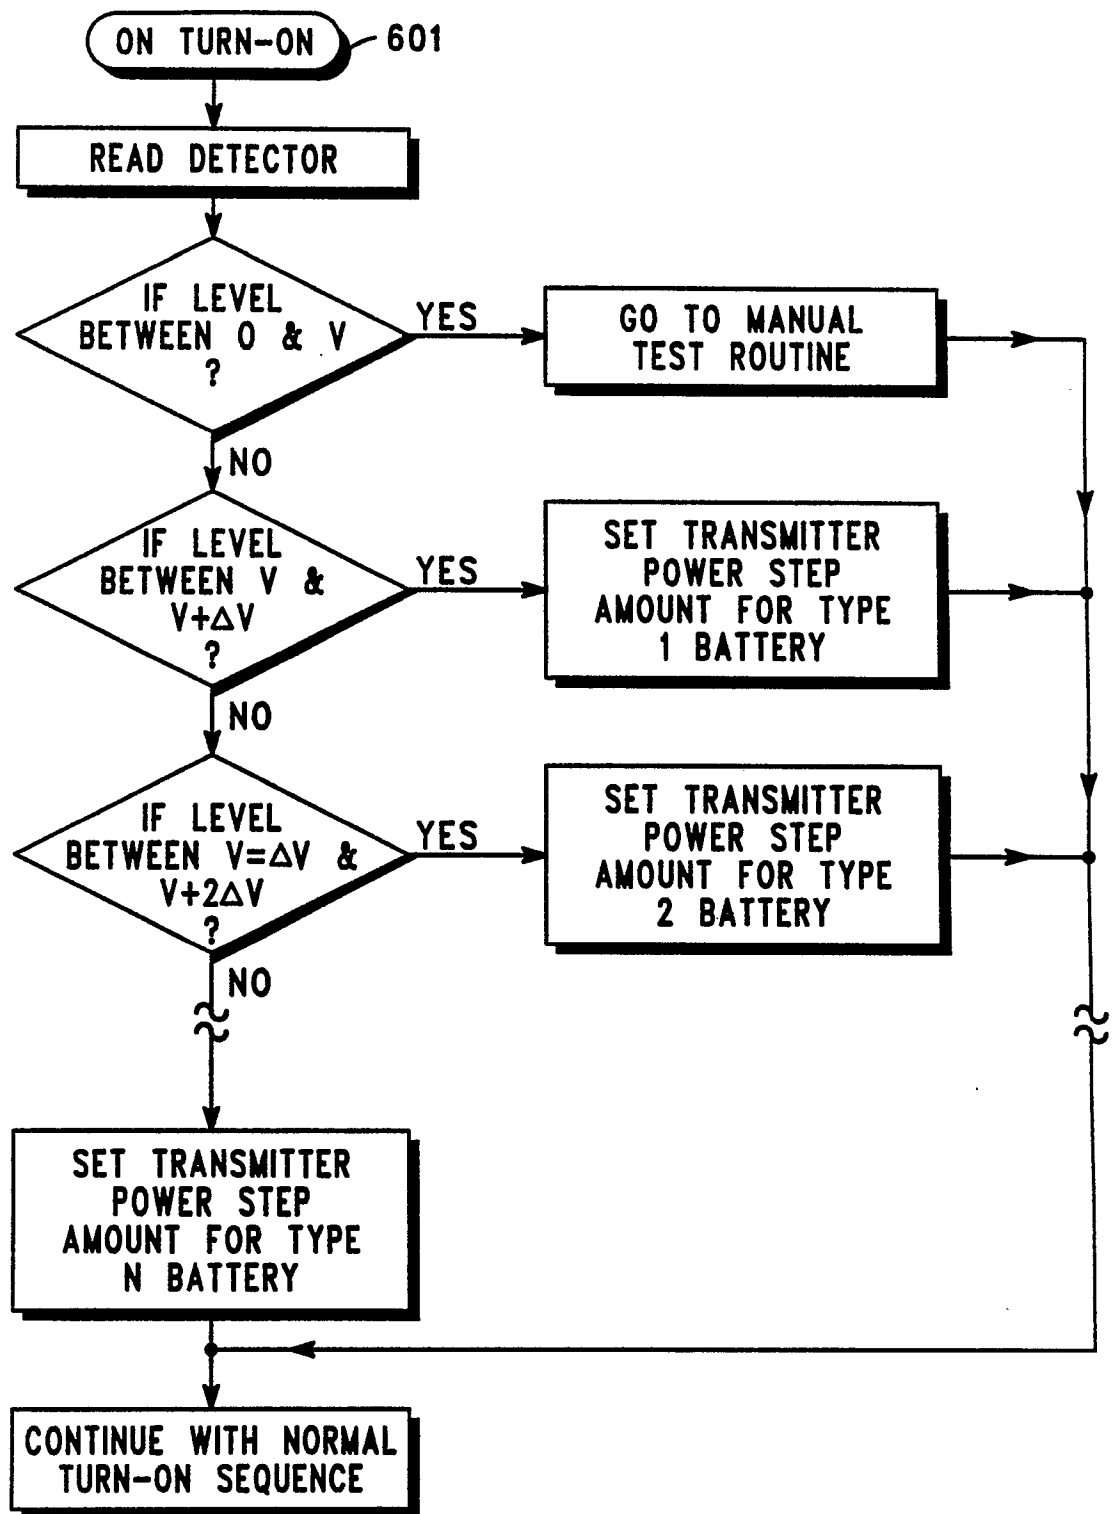 ON TURN-ON
601
READ DETECTOR
IF LEVEL
BETWEEN 0 & V
?
YES
GO TO MANUAL
TEST ROUTINE
NO
IF LEVEL
BETWEEN V &
V+ΔV
?
YES
SET TRANSMITTER
POWER STEP
AMOUNT FOR TYPE
1 BATTERY
NO
IF LEVEL
BETWEEN V=ΔV &
V+2ΔV
?
YES
SET TRANSMITTER
POWER STEP
AMOUNT FOR TYPE
2 BATTERY
NO
SET TRANSMITTER
POWER STEP
AMOUNT FOR TYPE
N BATTERY
CONTINUE WITH NORMAL
TURN-ON SEQUENCE